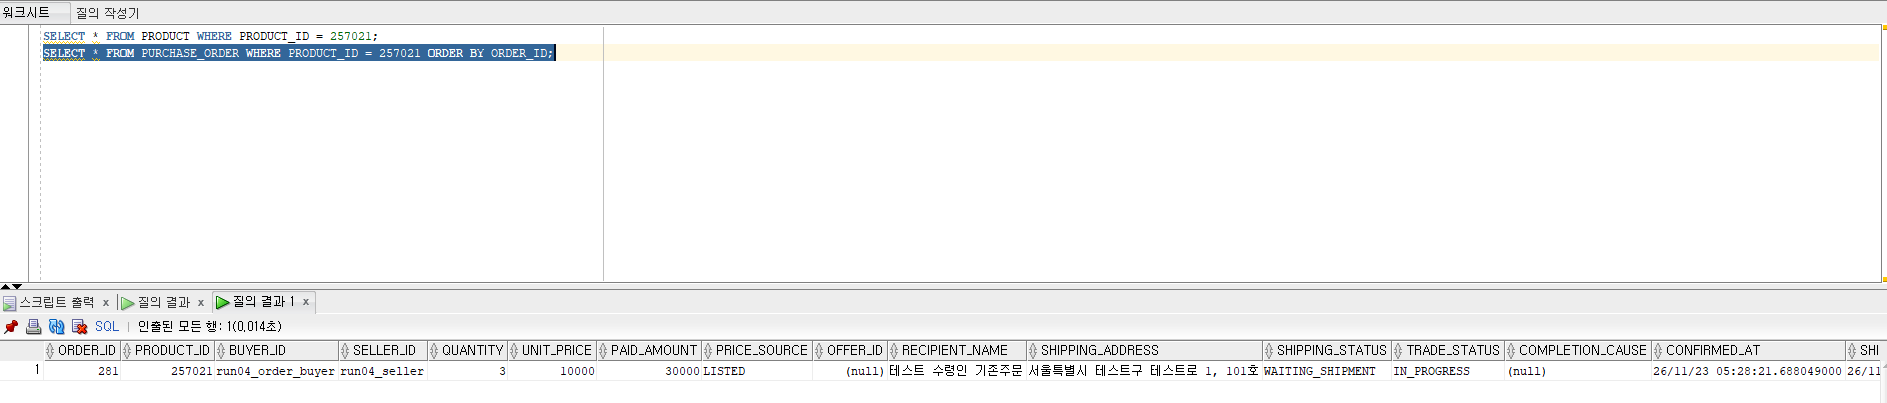 워크시트 질의 작성기
SELECT * FROM PRODUCT WHERE PRODUCT_ID = 257021;
SELECT * FROM PURCHASE_ORDER WHERE PRODUCT_ID = 257021 ORDER BY ORDER_ID;
스크립트 출력 x 질의 결과 x 질의 결과 1 x
SQL | 인출된 모든 행: 1(0,014초)
ORDER_ID PRODUCT_ID BUYER_ID SELLER_ID QUANTITY UNIT_PRICE PAID_AMOUNT PRICE_SOURCE OFFER_ID RECIPIENT_NAME SHIPPING_ADDRESS SHIPPING_STATUS TRADE_STATUS COMPLETION_CAUSE CONFIRMED_AT SHI
1 281 257021 run04_order_buyer run04_seller 3 10000 30000 LISTED (null) 테스트 수령인 기존주문 서울특별시 테스트구 테스트로 1, 101호 WAITING_SHIPMENT IN_PROGRESS (null) 26/11/23 05:28:21.688049000 26/11